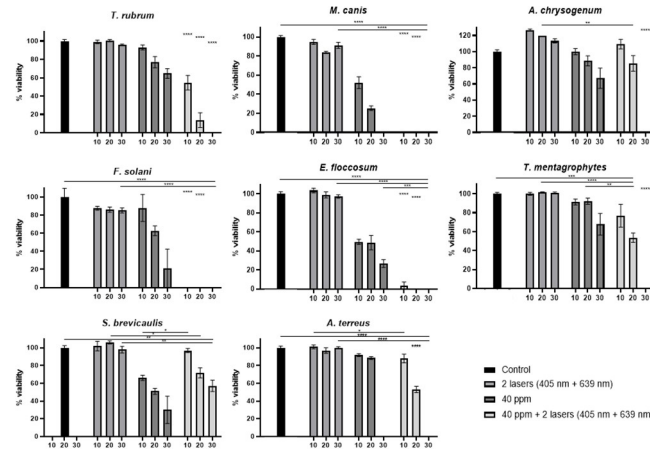 T. rubrum
M. canis
A. chrysogenum
% viability
% viability
% viability
100
80
60
40
20
0
100
80
60
40
20
0
120
100
80
60
40
20
0
**** **** ****
****
****
**** ****
**
****
10 20 30 10 20 30 10 20 30
10 20 30 10 20 30 10 20 30
10 20 30 10 20 30 10 20 30
F. solani
E. floccosum
T. mentagrophytes
% viability
% viability
% viability
100
80
60
40
20
0
100
80
60
40
20
0
100
80
60
40
20
0
****
****
**** ****
****
****
***
**** ****
***
****
****
**
****
10 20 30 10 20 30 10 20 30
10 20 30 10 20 30 10 20 30
10 20 30 10 20 30 10 20 30
S. brevicaulis
A. terreus
% viability
% viability
100
80
60
40
20
0
100
80
60
40
20
0
*
*
**
**
*
****
****
****
10 20 30 10 20 30 10 20 30 10 20 30
10 20 30 10 20 30 10 20 30
Control
2 lasers (405 nm + 639 nm)
40 ppm
40 ppm + 2 lasers (405 nm + 639 nm)